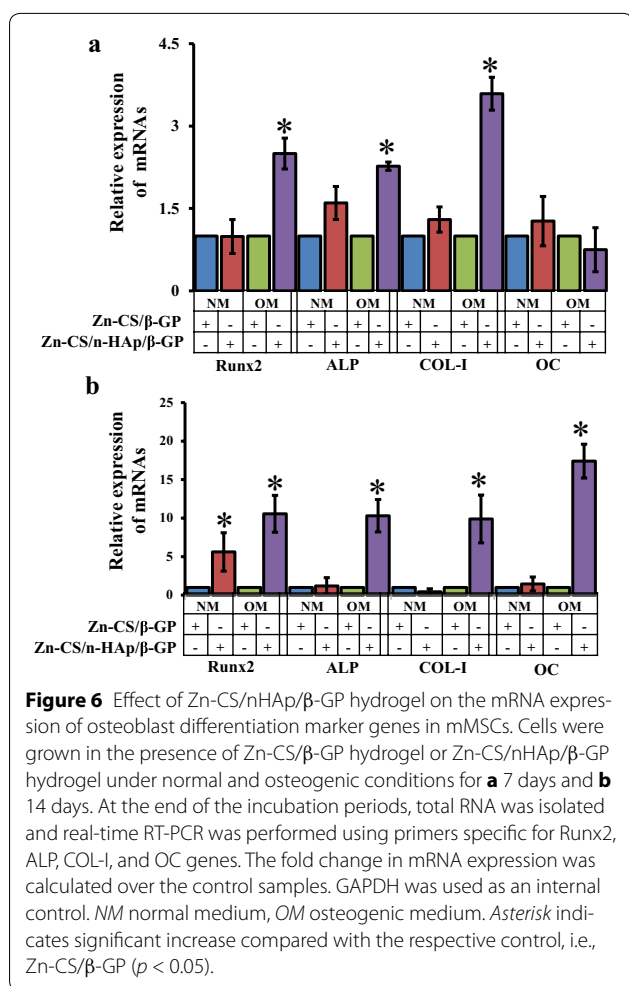 a
4.5
3
1.5
0
Relative expression
of mRNAs
* * *
NM OM NM OM NM OM NM OM
Zn-CS/β-GP + - + - + - + - + - + - + - + -
Zn-CS/n-HAp/β-GP - + - + - + - + - + - + - + - +
Runx2 ALP COL-I OC
b
25
20
15
10
5
0
Relative expression
of mRNAs
* * * * *
NM OM NM OM NM OM NM OM
Zn-CS/β-GP + - + - + - + - + - + - + - + -
Zn-CS/n-HAp/β-GP - + - + - + - + - + - + - + - +
Runx2 ALP COL-I OC
Figure 6 Effect of Zn-CS/nHAp/β-GP hydrogel on the mRNA expres-
sion of osteoblast differentiation marker genes in mMSCs. Cells were
grown in the presence of Zn-CS/β-GP hydrogel or Zn-CS/nHAp/β-GP
hydrogel under normal and osteogenic conditions for a 7 days and b
14 days. At the end of the incubation periods, total RNA was isolated
and real-time RT-PCR was performed using primers specific for Runx2,
ALP, COL-I, and OC genes. The fold change in mRNA expression was
calculated over the control samples. GAPDH was used as an internal
control. NM normal medium, OM osteogenic medium. Asterisk indi-
cates significant increase compared with the respective control, i.e.,
Zn-CS/β-GP (p < 0.05).